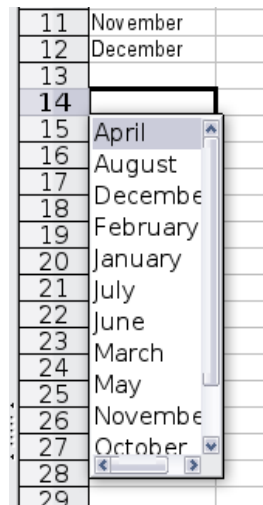 11 November
12 December
13
14
15 April
16 August
17 Decembe
18 February
19 January
20 July
21 June
22 March
23 May
24 Novembe
25 October
26
27
28
29